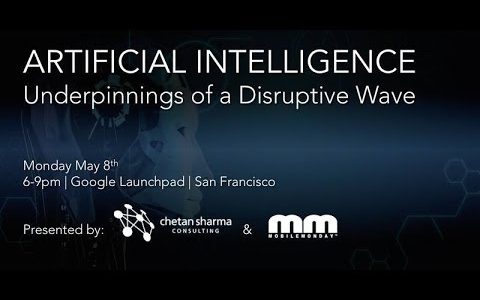 ARTIFICIAL INTELLIGENCE
Underpinnings of a Disruptive Wave
Monday May 8th
6-9pm | Google Launchpad | San Francisco
Presented by: chetan sharma CONSULTING & mm MOBILEMONDAY™